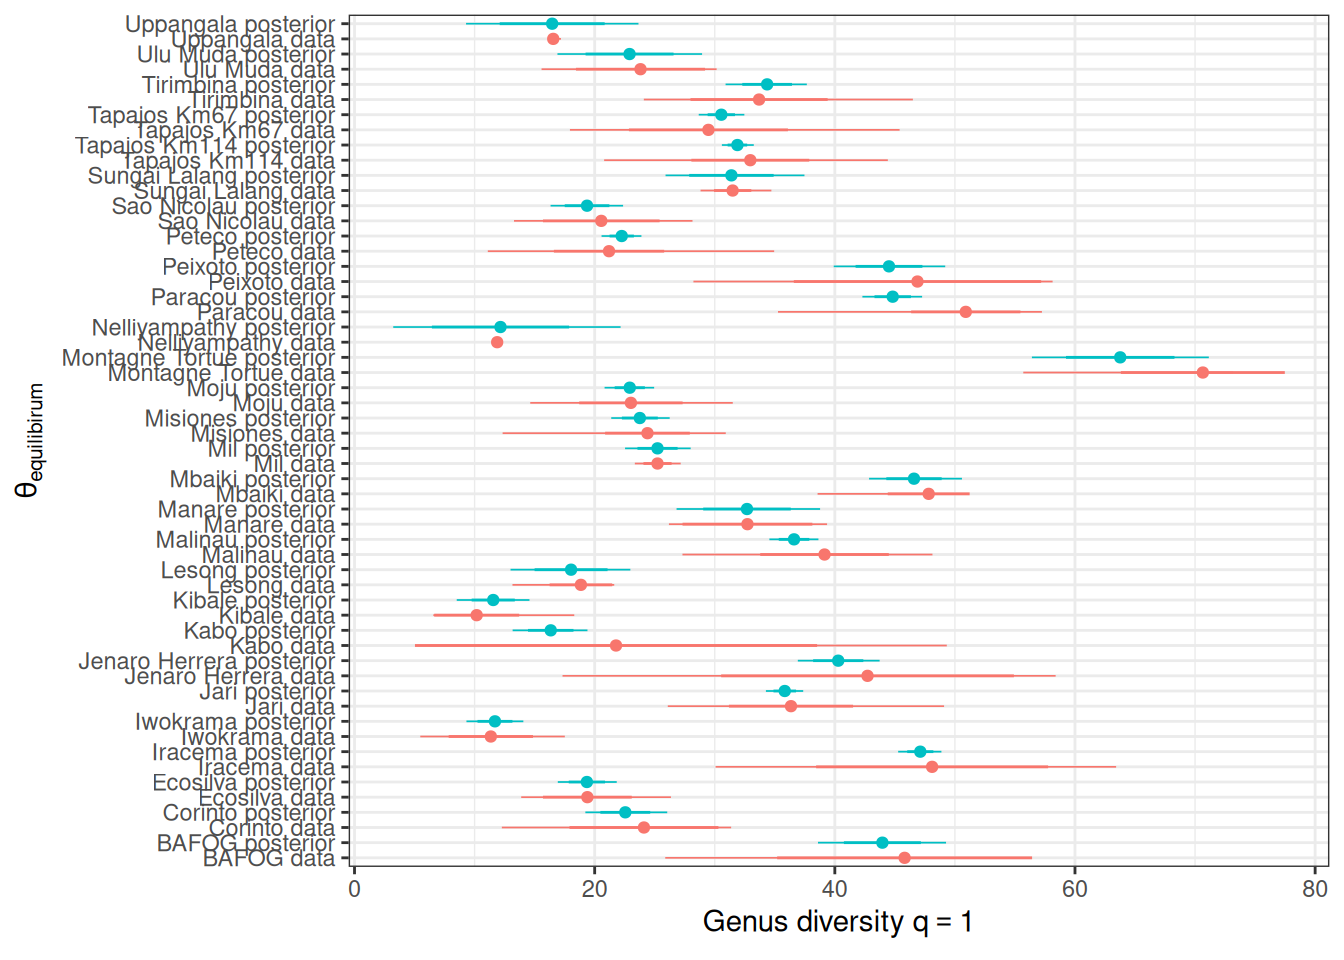 Uppangala posterior
Uppangala data
Ulu Muda posterior
Ulu Muda data
Tirimbina posterior
Tirimbina data
Tapajos Km67 posterior
Tapajos Km67 data
Tapajos Km114 posterior
Tapajos Km114 data
Sungai Lalang posterior
Sungai Lalang data
Sao Nicolau posterior
Sao Nicolau data
Peteco posterior
Peteco data
Peixoto posterior
Peixoto data
Paracou posterior
Paracou data
Nelliyampathy posterior
Nelliyampathy data
Montagne Tortue posterior
Montagne Tortue data
Moju posterior
Moju data
Misiones posterior
Misiones data
Mil posterior
Mil data
Mbaiki posterior
Mbaiki data
Manare posterior
Manare data
Malinau posterior
Malinau data
Lesong posterior
Lesong data
Kibale posterior
Kibale data
Kabo posterior
Kabo data
Jenaro Herrera posterior
Jenaro Herrera data
Jari posterior
Jari data
Iwokrama posterior
Iwokrama data
Iracema posterior
Iracema data
Ecosilva posterior
Ecosilva data
Corinto posterior
Corinto data
BAFOG posterior
BAFOG data
θequilibirum
0 20 40 60 80
Genus diversity q = 1